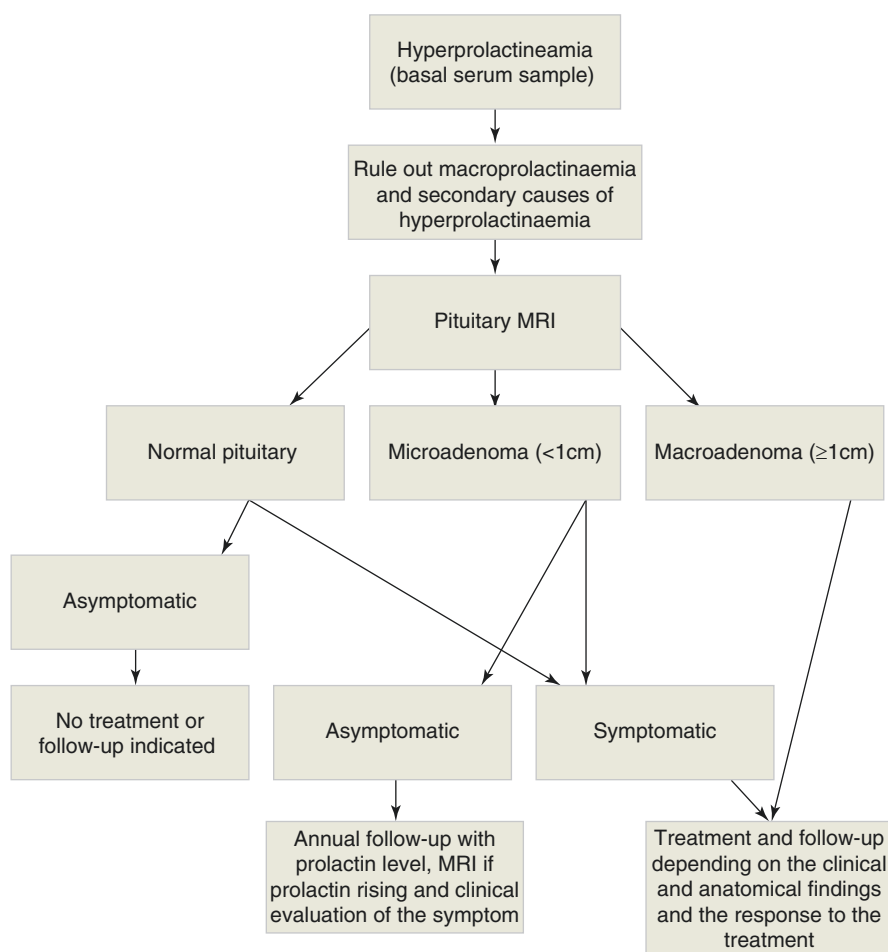 Hyperprolactineamia
(basal serum sample)
Rule out macroprolactinaemia
and secondary causes of
hyperprolactinaemia
Pituitary MRI
Normal pituitary
Microadenoma (<1cm)
Macroadenoma (≥1cm)
Asymptomatic
No treatment or
follow-up indicated
Asymptomatic
Symptomatic
Annual follow-up with
prolactin level, MRI if
prolactin rising and clinical
evaluation of the symptom
Treatment and follow-up
depending on the clinical
and anatomical findings
and the response to the
treatment